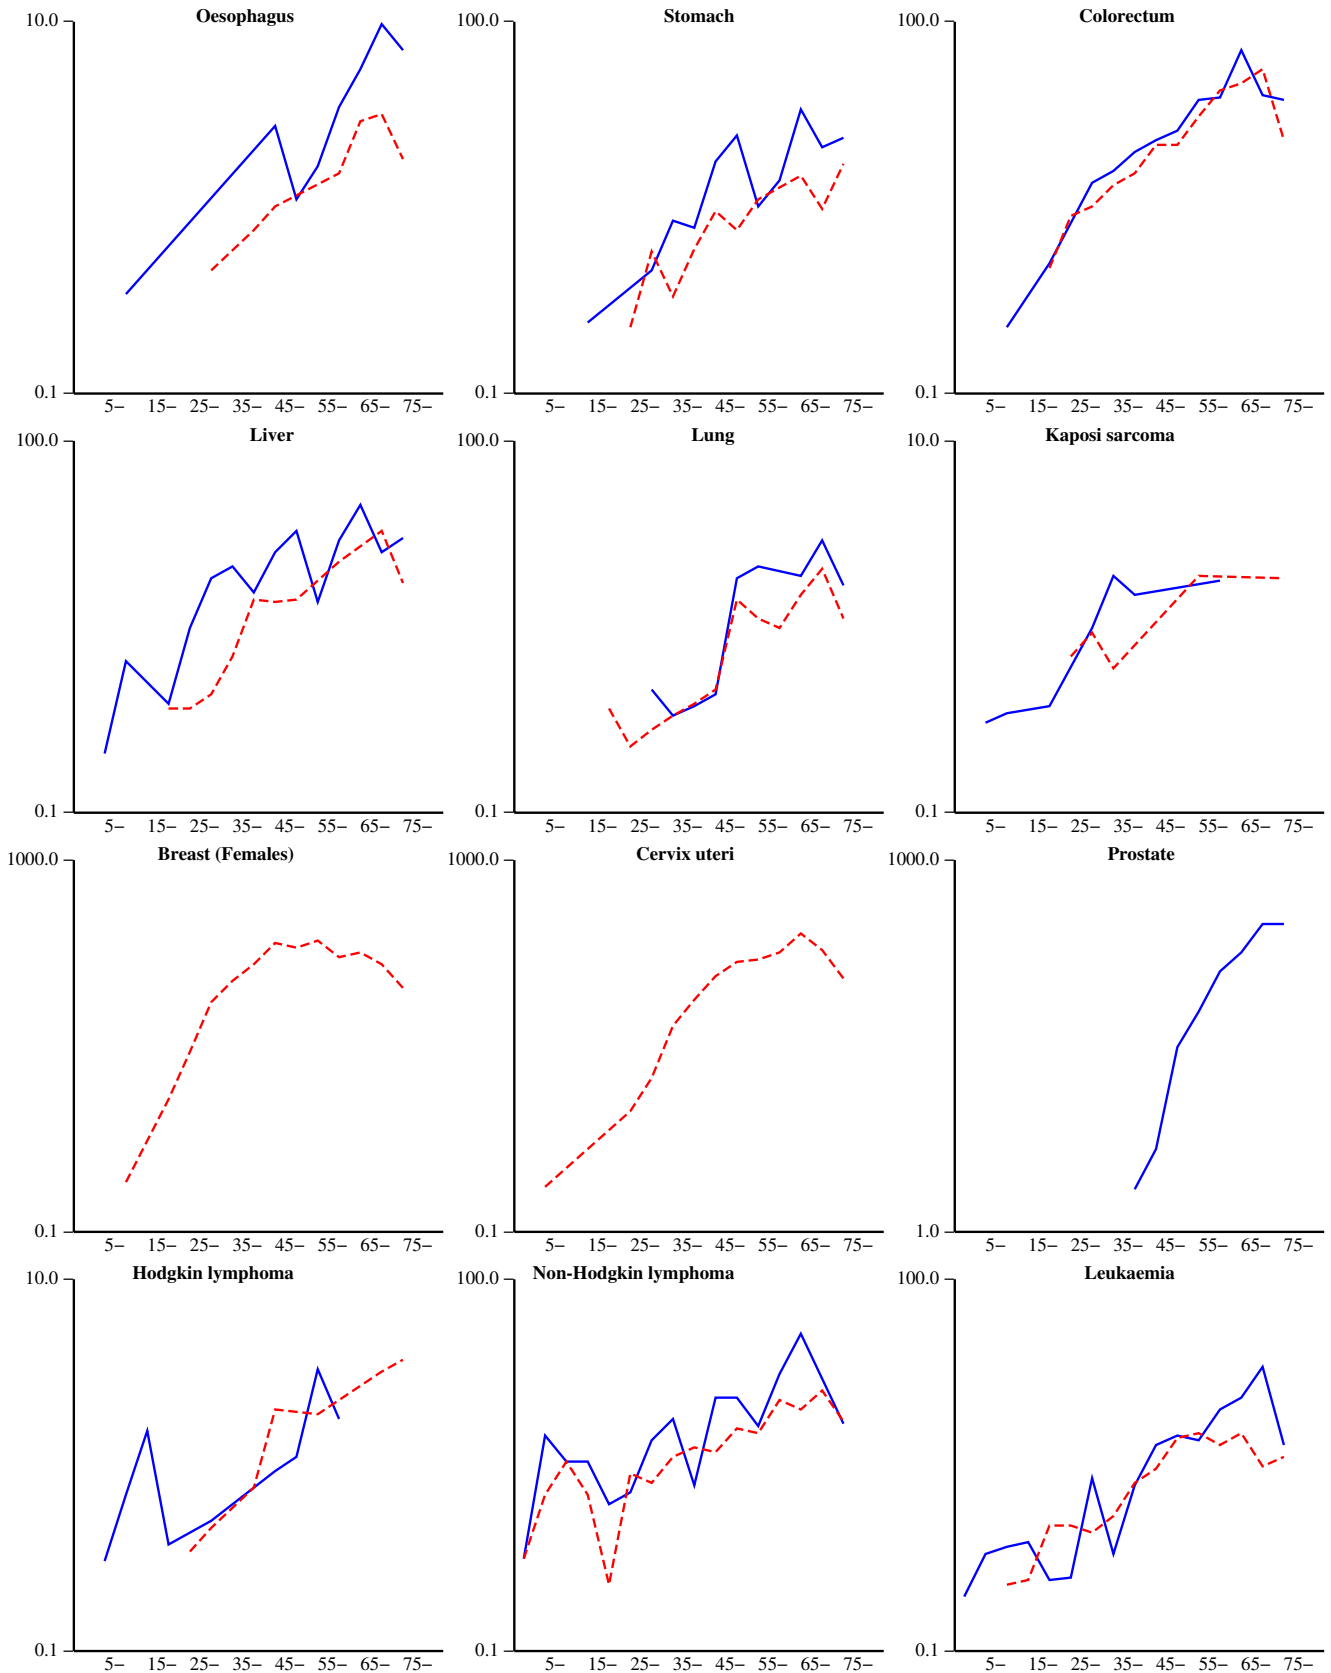 Oesophagus
10.0
0.1
5– 15– 25– 35– 45– 55– 65– 75–
Stomach
100.0
0.1
5– 15– 25– 35– 45– 55– 65– 75–
Colorectum
100.0
0.1
5– 15– 25– 35– 45– 55– 65– 75–
Liver
100.0
0.1
5– 15– 25– 35– 45– 55– 65– 75–
Lung
100.0
0.1
5– 15– 25– 35– 45– 55– 65– 75–
Kaposi sarcoma
10.0
0.1
5– 15– 25– 35– 45– 55– 65– 75–
Breast (Females)
1000.0
0.1
5– 15– 25– 35– 45– 55– 65– 75–
Cervix uteri
1000.0
0.1
5– 15– 25– 35– 45– 55– 65– 75–
Prostate
1000.0
1.0
5– 15– 25– 35– 45– 55– 65– 75–
Hodgkin lymphoma
10.0
0.1
5– 15– 25– 35– 45– 55– 65– 75–
Non-Hodgkin lymphoma
100.0
0.1
5– 15– 25– 35– 45– 55– 65– 75–
Leukaemia
100.0
0.1
5– 15– 25– 35– 45– 55– 65– 75–